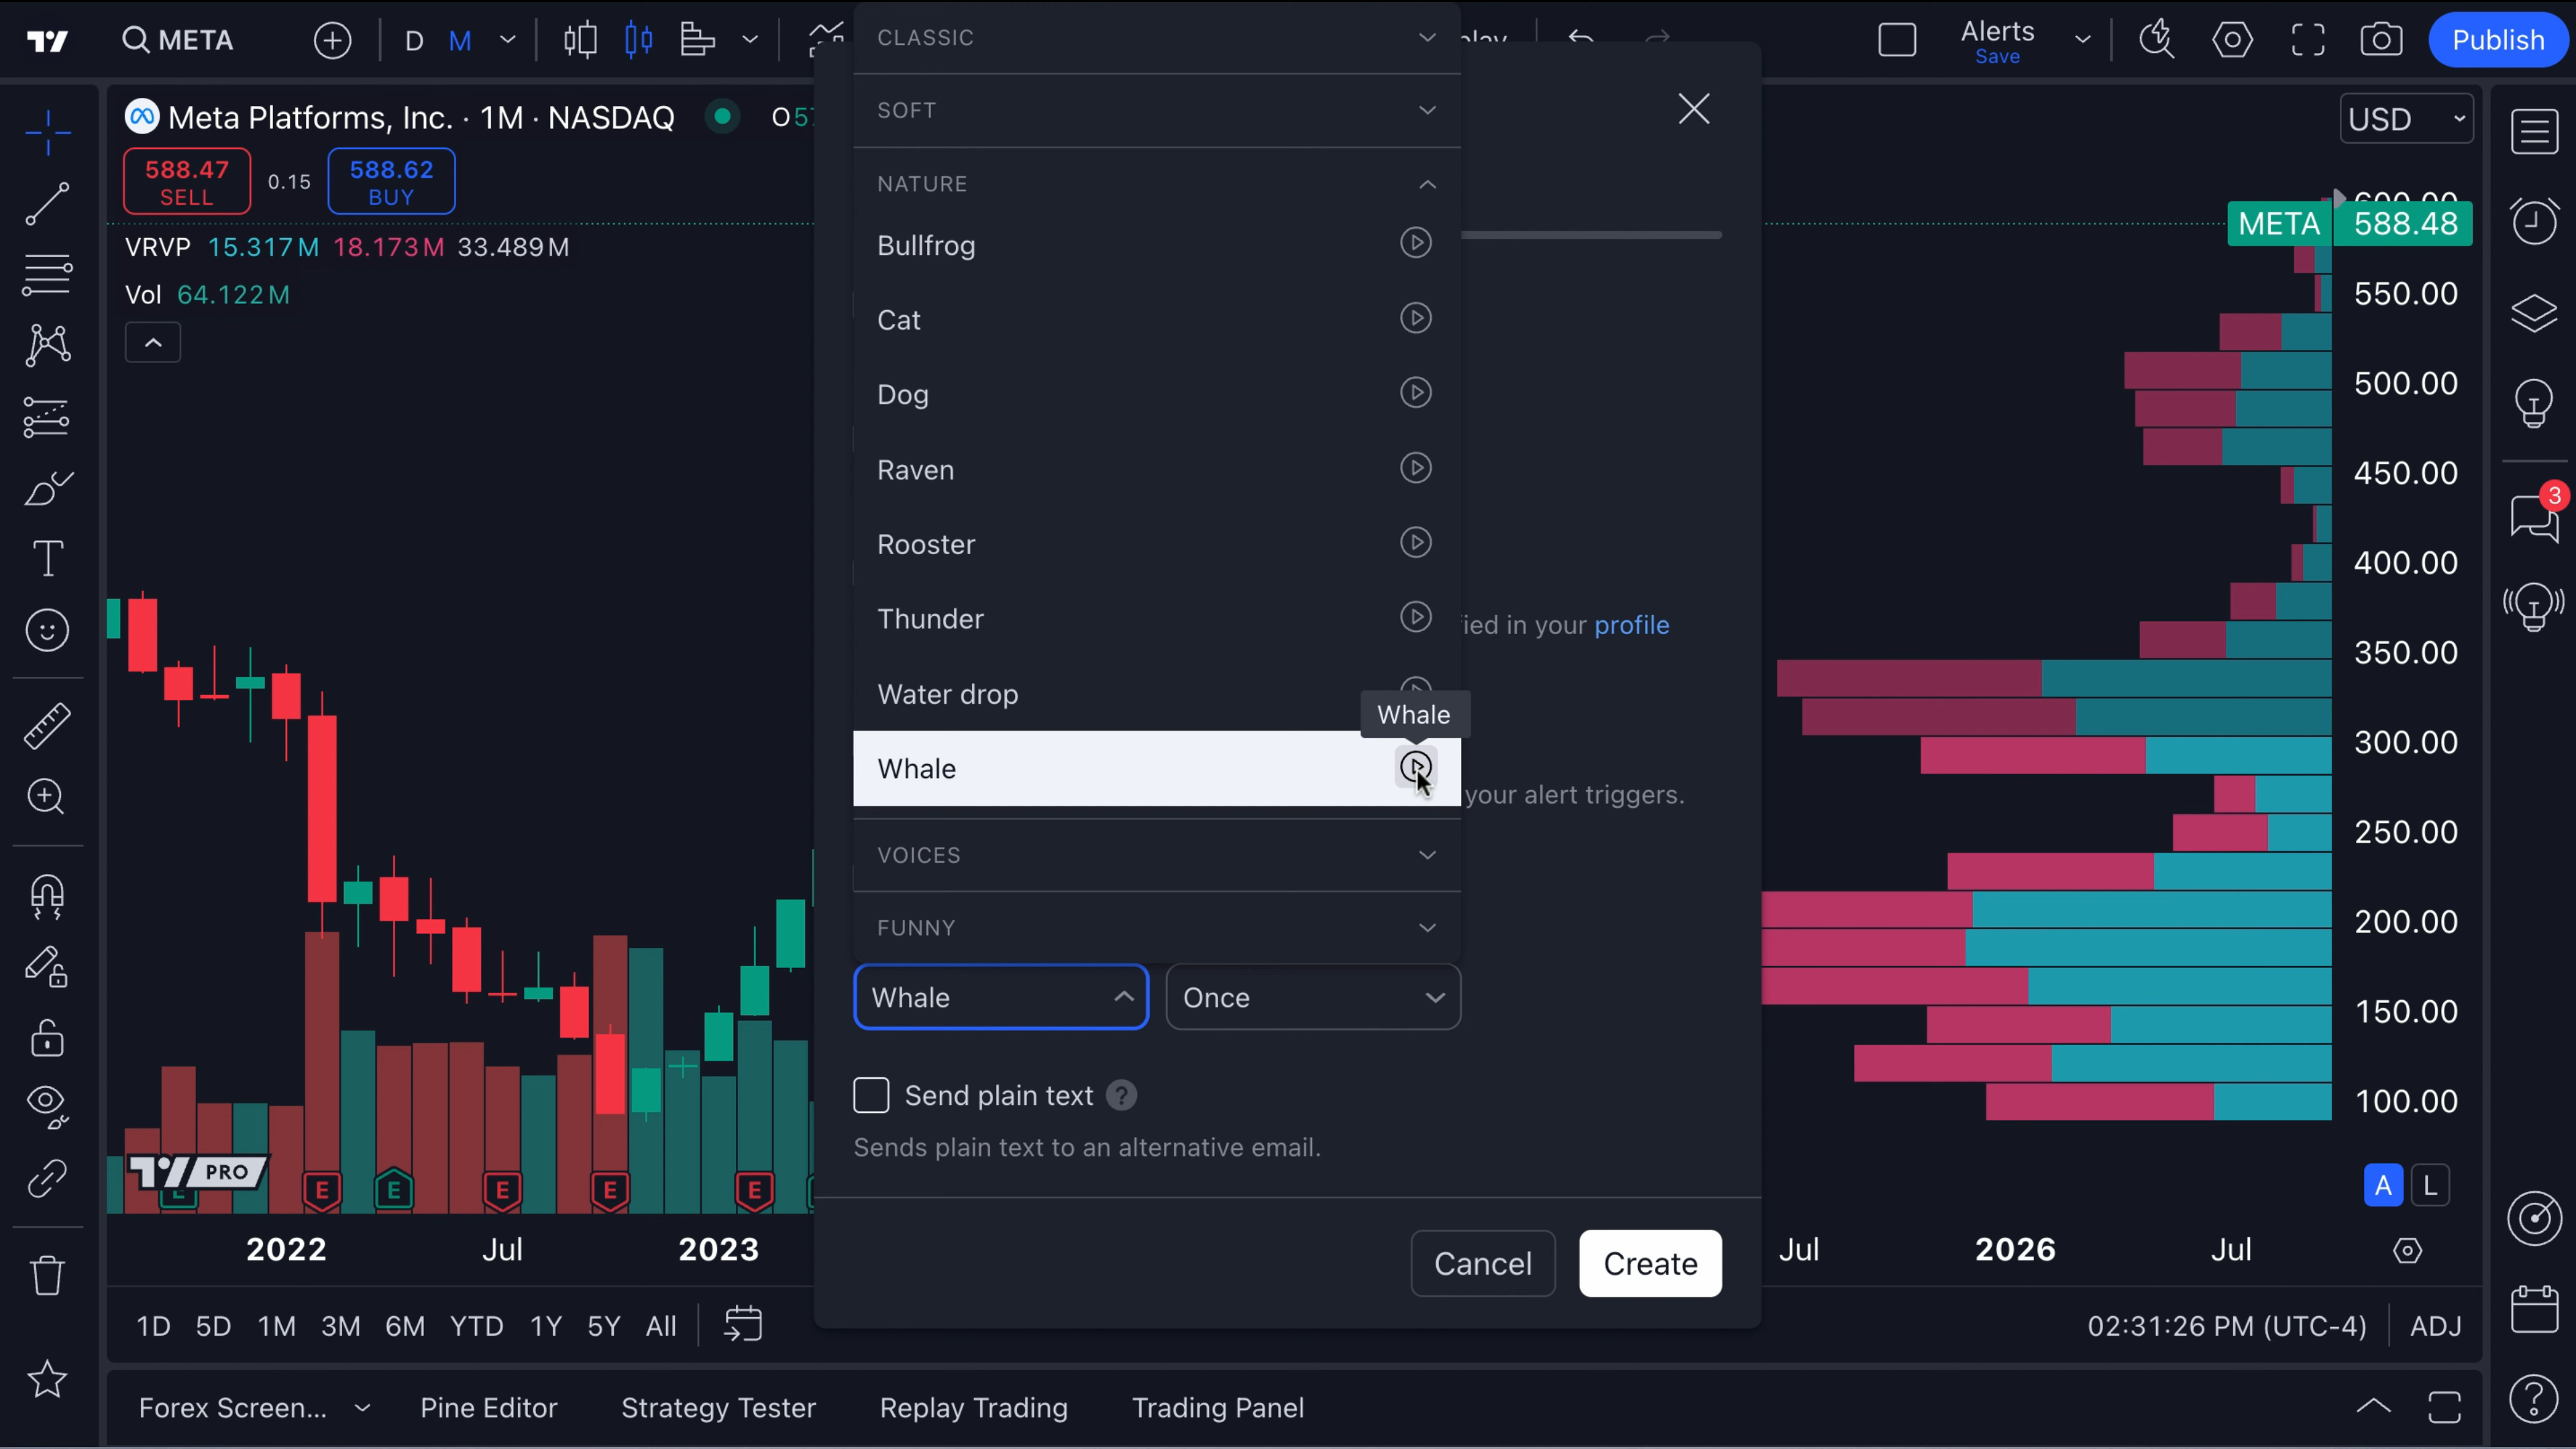 META
D
M
Alerts
Save
Publish
Meta Platforms, Inc. · 1M · NASDAQ
O
USD
588.47
SELL
0.15
588.62
BUY
VRVP 15.317M 18.173M 33.489M
Vol 64.122M
CLASSIC
SOFT
NATURE
Bullfrog
Cat
Dog
Raven
Rooster
Thunder
Water drop
Whale
Whale
VOICES
FUNNY
Whale
Once
in your profile
your alert triggers.
Send plain text ?
Sends plain text to an alternative email.
Cancel
Create
META 588.48
550.00
500.00
450.00
400.00
350.00
300.00
250.00
200.00
150.00
100.00
3
A L
PRO
E E E E E
2022 Jul 2023 Jul 2026 Jul
1D 5D 1M 3M 6M YTD 1Y 5Y All
02:31:26 PM (UTC-4) ADJ
Forex Screen... Pine Editor Strategy Tester Replay Trading Trading Panel